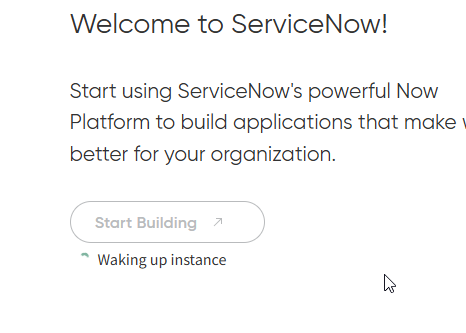 Welcome to ServiceNow!
Start using ServiceNow's powerful Now
Platform to build applications that make
better for your organization.
Start Building
Waking up instance